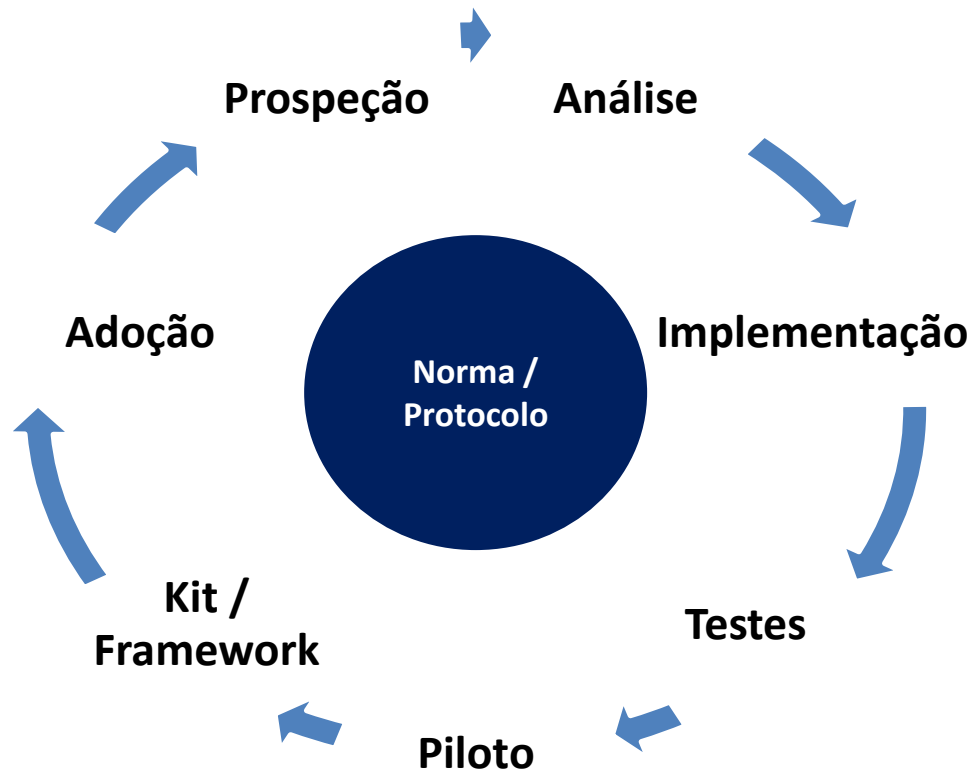 Prospeção
Análise
Adoção
Implementação
Norma /
Protocolo
Kit /
Framework
Testes
Piloto